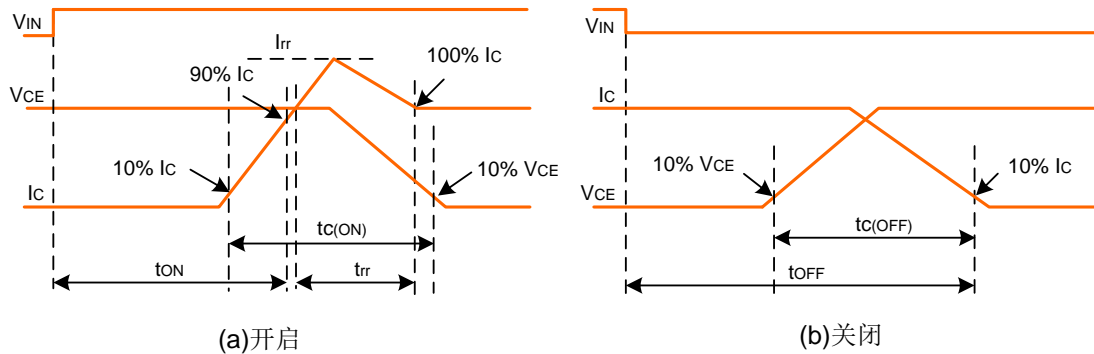 VIN
Irr
90% IC
100% IC
VCE
10% IC
10% VCE
IC
tC(ON)
tON
trr
(a)开启
VIN
IC
10% VCE
10% IC
VCE
tC(OFF)
tOFF
(b)关闭